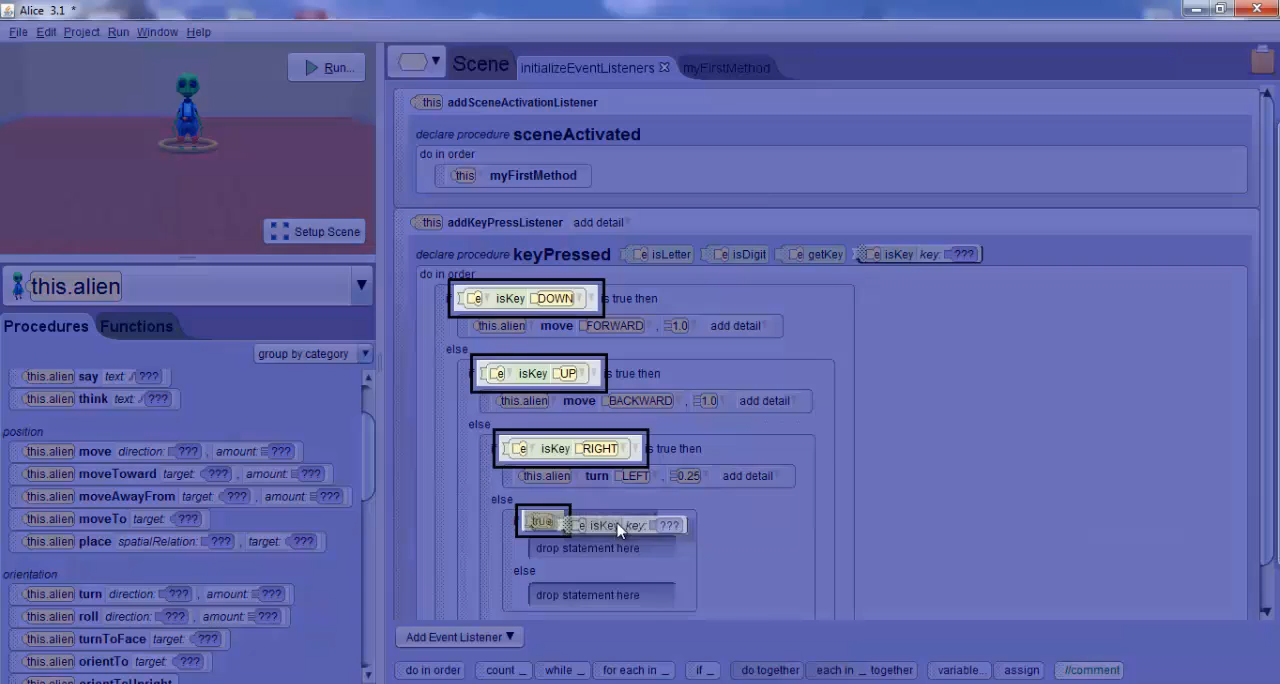 Alice 3.1 *
File Edit Project Run Window Help
Run...
Setup Scene
this.alien
Procedures Functions
group by category
this.alien say text: ???
this.alien think text: ???
position
this.alien move direction: ??? , amount: ???
this.alien moveToward target: ??? , amount: ???
this.alien moveAwayFrom target: ??? , amount: ???
this.alien moveTo target: ???
this.alien place spatialRelation: ??? , target: ???
orientation
this.alien turn direction: ??? , amount: ???
this.alien roll direction: ??? , amount: ???
this.alien turnToFace target: ???
this.alien orientTo target: ???
this.alien orientToUpright
Scene initializeEventListeners myFirstMethod
this addSceneActivationListener
declare procedure sceneActivated
do in order
this myFirstMethod
this addKeyPressListener add detail
declare procedure keyPressed e isLetter e isDigit e getKey e isKey key: ???
do in order
e isKey DOWN is true then
this.alien move FORWARD , 1.0 add detail
else
e isKey UP is true then
this.alien move BACKWARD , 1.0 add detail
else
e isKey RIGHT is true then
this.alien turn LEFT , 0.25 add detail
else
true e isKey key: ???
drop statement here
else
drop statement here
Add Event Listener
do in order count _ while _ for each in _ if _ do together each in _ together variable... assign //comment